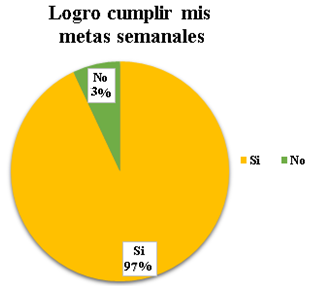 Logro cumplir mis
metas semanales
No
3%
Si
No
Si
97%